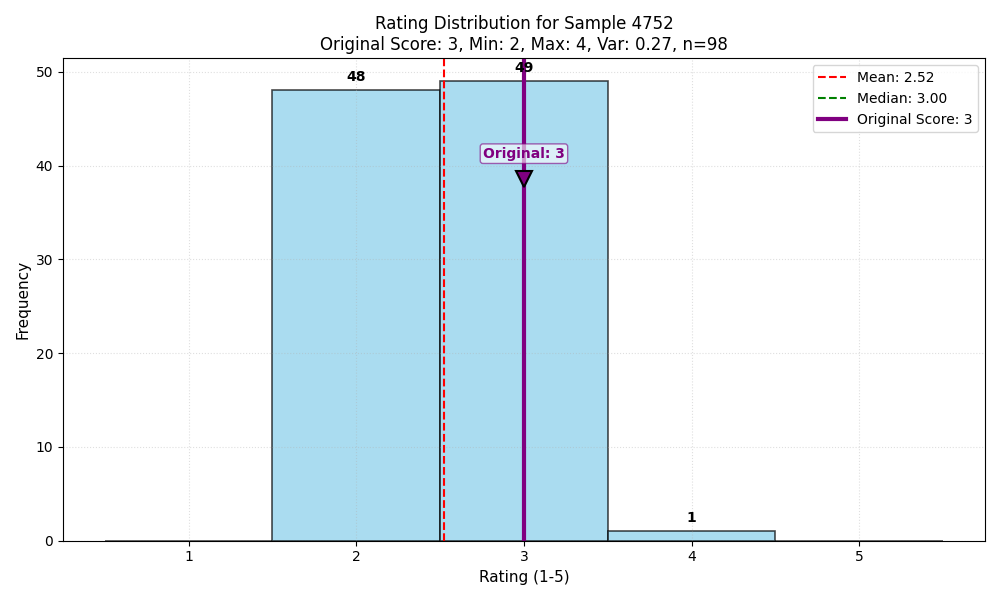 Rating Distribution for Sample 4752
Original Score: 3, Min: 2, Max: 4, Var: 0.27, n=98
Mean: 2.52
Median: 3.00
Original Score: 3
48
49
1
Original: 3
50
40
30
20
10
0
Frequency
1 2 3 4 5
Rating (1-5)